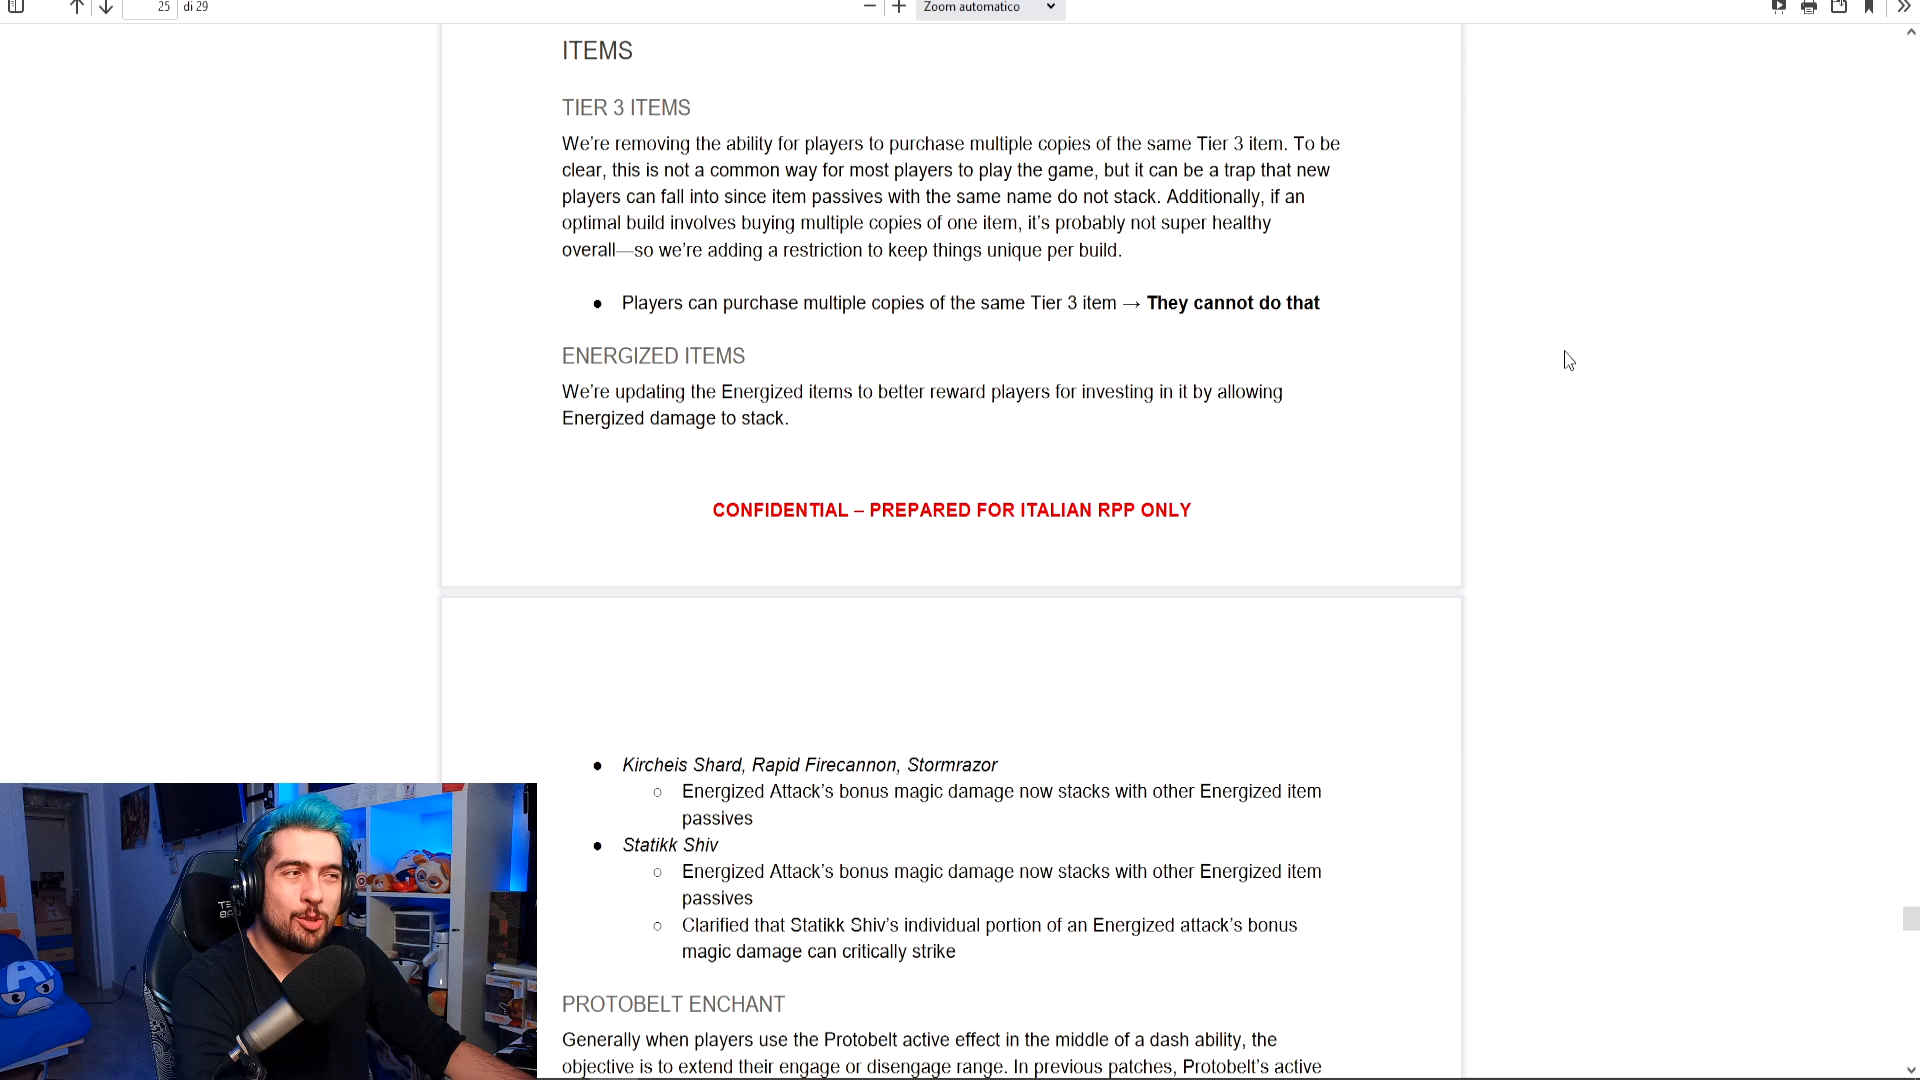 25 di 29 Zoom automatico
ITEMS
TIER 3 ITEMS
We’re removing the ability for players to purchase multiple copies of the same Tier 3 item. To be
clear, this is not a common way for most players to play the game, but it can be a trap that new
players can fall into since item passives with the same name do not stack. Additionally, if an
optimal build involves buying multiple copies of one item, it’s probably not super healthy
overall—so we’re adding a restriction to keep things unique per build.
● Players can purchase multiple copies of the same Tier 3 item → They cannot do that
ENERGIZED ITEMS
We’re updating the Energized items to better reward players for investing in it by allowing
Energized damage to stack.
CONFIDENTIAL – PREPARED FOR ITALIAN RPP ONLY
● Kircheis Shard, Rapid Firecannon, Stormrazor
○ Energized Attack’s bonus magic damage now stacks with other Energized item
passives
● Statikk Shiv
○ Energized Attack’s bonus magic damage now stacks with other Energized item
passives
○ Clarified that Statikk Shiv’s individual portion of an Energized attack’s bonus
magic damage can critically strike
PROTOBELT ENCHANT
Generally when players use the Protobelt active effect in the middle of a dash ability, the
objective is to extend their engage or disengage range. In previous patches, Protobelt’s active